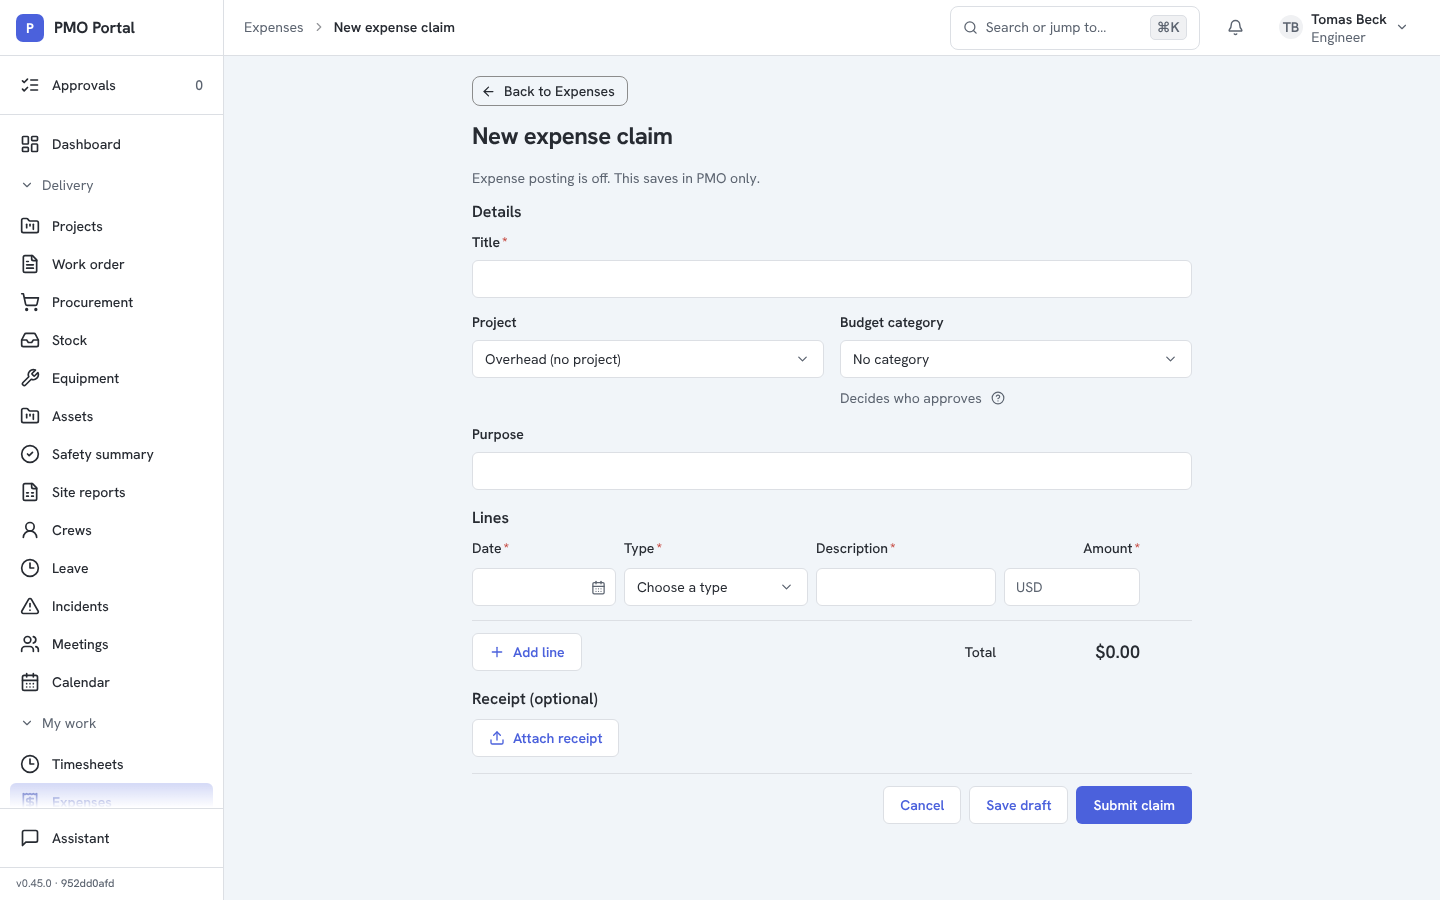 P PMO Portal
Expenses > New expense claim
Search or jump to... ⌘K
TB Tomas Beck
Engineer
Approvals 0
Dashboard
Delivery
Projects
Work order
Procurement
Stock
Equipment
Assets
Safety summary
Site reports
Crews
Leave
Incidents
Meetings
Calendar
My work
Timesheets
Expenses
Assistant
v0.45.0 · 952dd0afd
Back to Expenses
New expense claim
Expense posting is off. This saves in PMO only.
Details
Title *
Project Budget category
Overhead (no project) No category
Decides who approves
Purpose
Lines
Date * Type * Description * Amount *
Choose a type USD
Add line Total $0.00
Receipt (optional)
Attach receipt
Cancel Save draft Submit claim